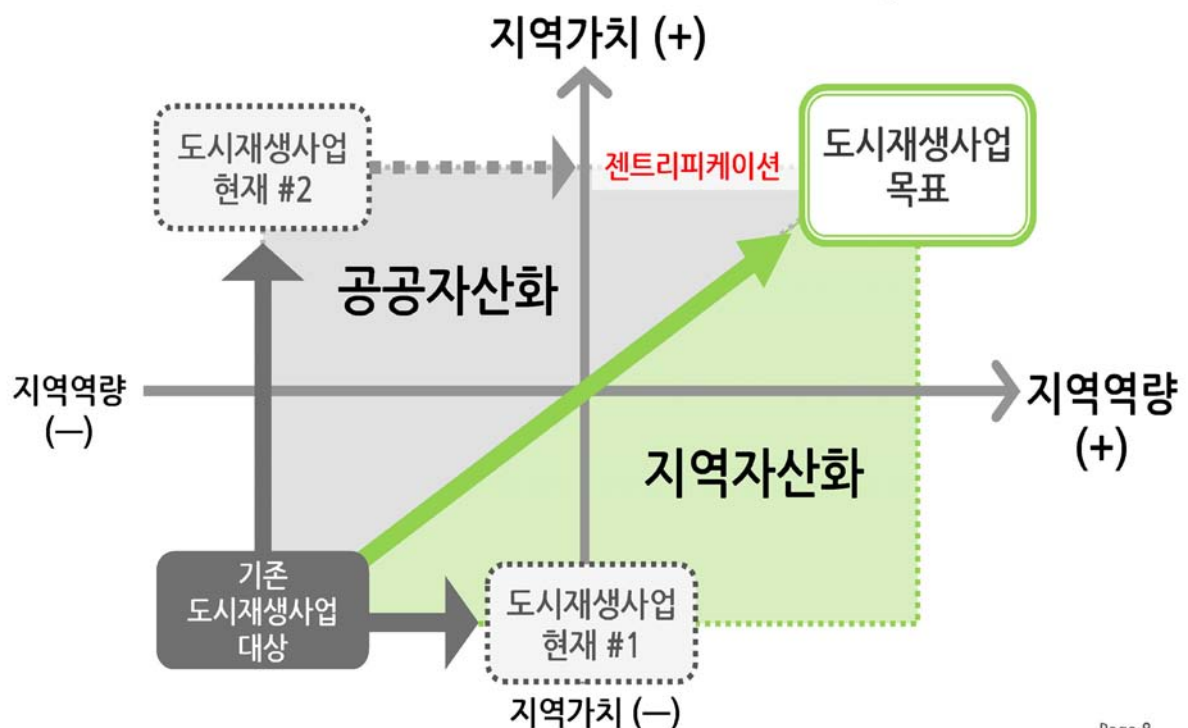 지역가치 (+)
도시재생사업
현재 #2
젠트리피케이션
도시재생사업
목표
공공자산화
지역역량
(—)
지역역량
(+)
지역자산화
기존
도시재생사업
대상
도시재생사업
현재 #1
지역가치 (—)